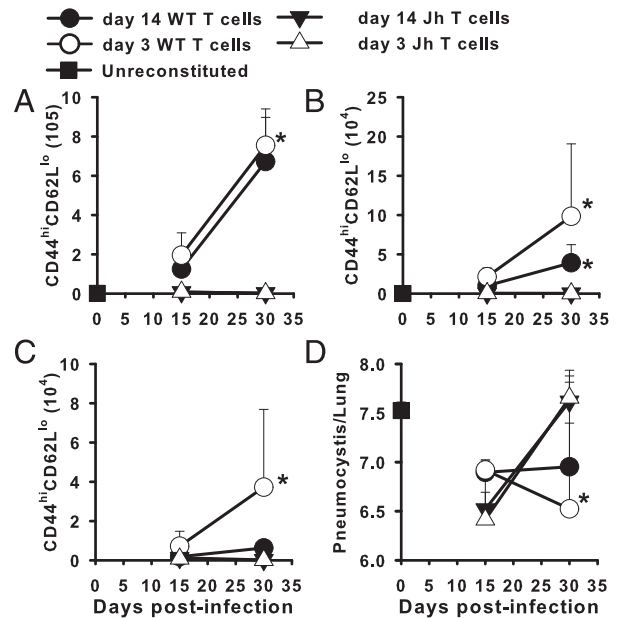 day 14 WT T cells
day 14 Jh T cells
day 3 WT T cells
day 3 Jh T cells
Unreconstituted
A
CD44hiCD62Llo (105)
10
8
6
4
2
0
0 5 10 15 20 25 30 35
*
B
CD44hiCD62Llo (10⁴)
25
20
15
10
5
0
0 5 10 15 20 25 30 35
*
*
C
CD44hiCD62Llo (10⁴)
10
8
6
4
2
0
0 5 10 15 20 25 30 35
*
Days post-infection
D
Pneumocystis/Lung
8.0
7.5
7.0
6.5
6.0
0 5 10 15 20 25 30 35
*
Days post-infection